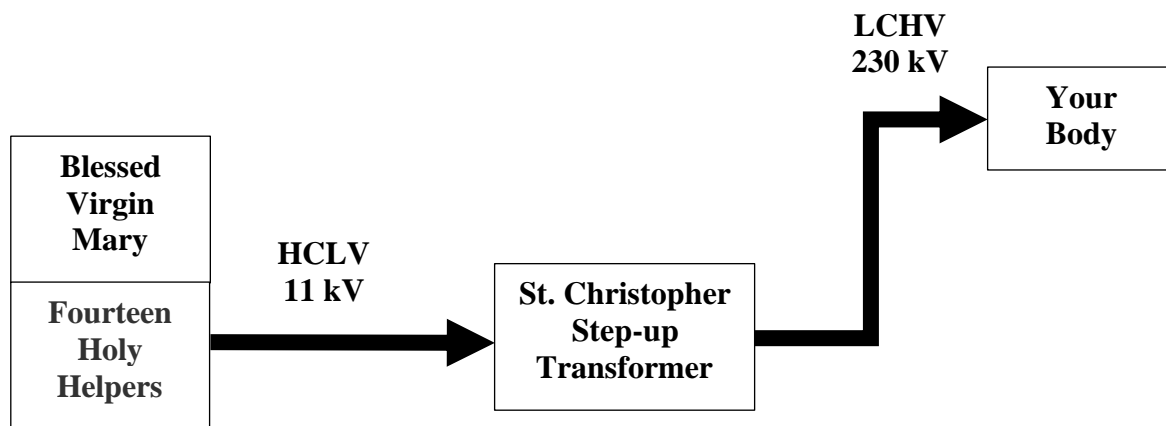 LCHV
230 kV
Your
Body
Blessed
Virgin
Mary
HCLV
11 kV
St. Christopher
Step-up
Transformer
Fourteen
Holy
Helpers